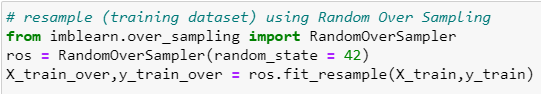 # resample (training dataset) using Random Over Sampling
from imblearn.over_sampling import RandomOverSampler
ros = RandomOverSampler(random_state = 42)
X_train_over,y_train_over = ros.fit_resample(X_train,y_train)